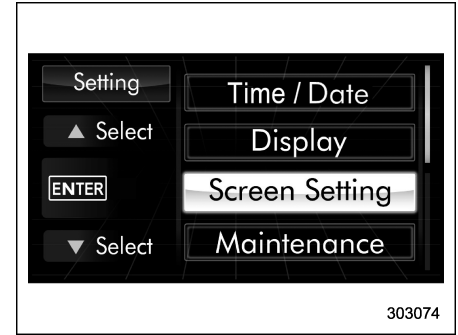 Setting
▲ Select
ENTER
▼ Select
Time / Date
Display
Screen Setting
Maintenance
303074